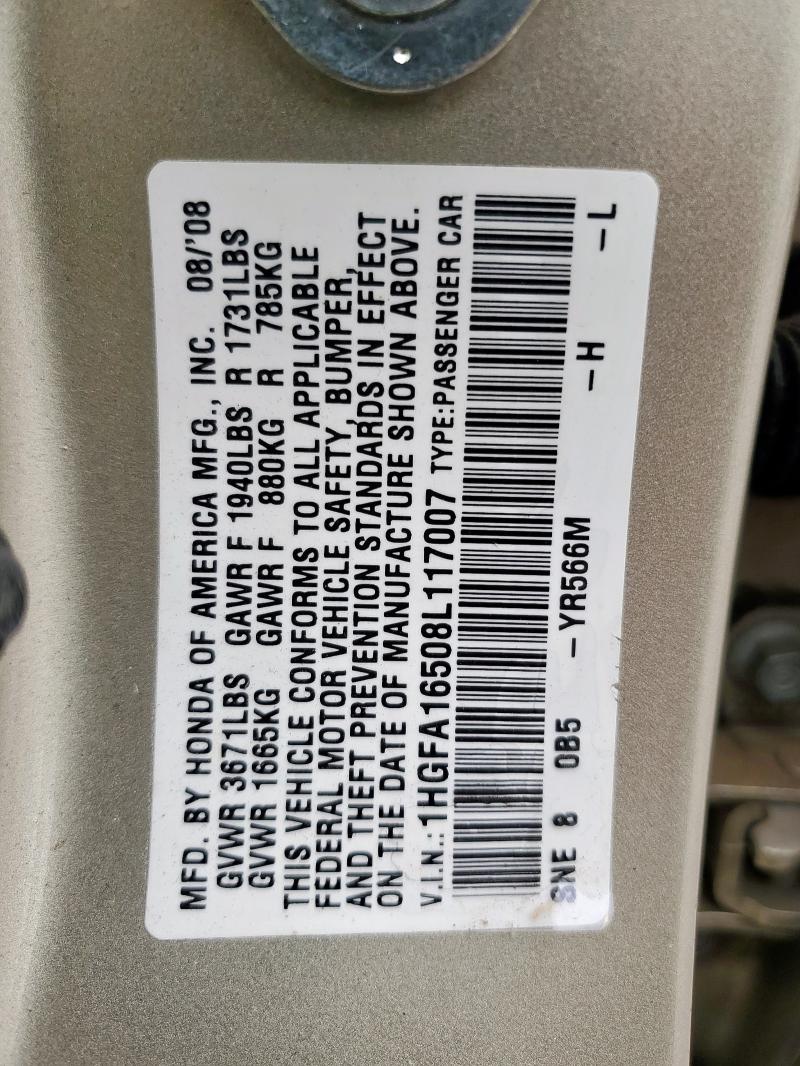 MFD. BY HONDA OF AMERICA MFG., INC. 08/'08
GVWR 3671LBS GAWR F 1940LBS R 1731LBS
GVWR 1665KG GAWR F 880KG R 785KG
THIS VEHICLE CONFORMS TO ALL APPLICABLE
FEDERAL MOTOR VEHICLE SAFETY, BUMPER,
AND THEFT PREVENTION STANDARDS IN EFFECT
ON THE DATE OF MANUFACTURE SHOWN ABOVE.
V.I.N.: 1HGFA16508L117007 TYPE:PASSENGER CAR
SNE 8 0B5 – YR566M – H – L